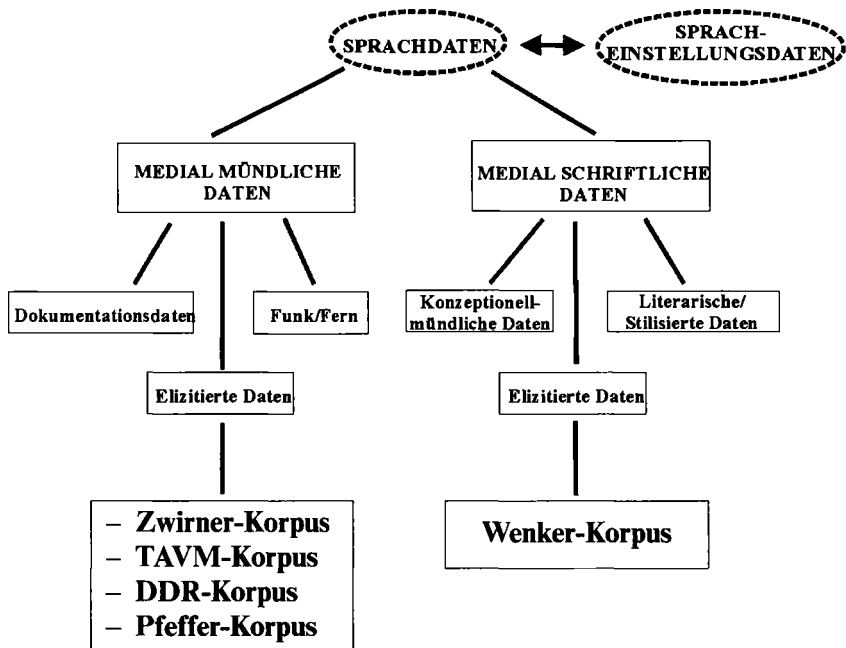 SPRACHDATEN
SPRACH-
EINSTELLUNGSDATEN
MEDIAL MÜNDLICHE
DATEN
MEDIAL SCHRIFTLICHE
DATEN
Dokumentationsdaten
Funk/Fern
Konzeptionell-
mündliche Daten
Literarische/
Stilisierte Daten
Elizitierte Daten
Elizitierte Daten
– Zwirner-Korpus
– TAVM-Korpus
– DDR-Korpus
– Pfeffer-Korpus
Wenker-Korpus